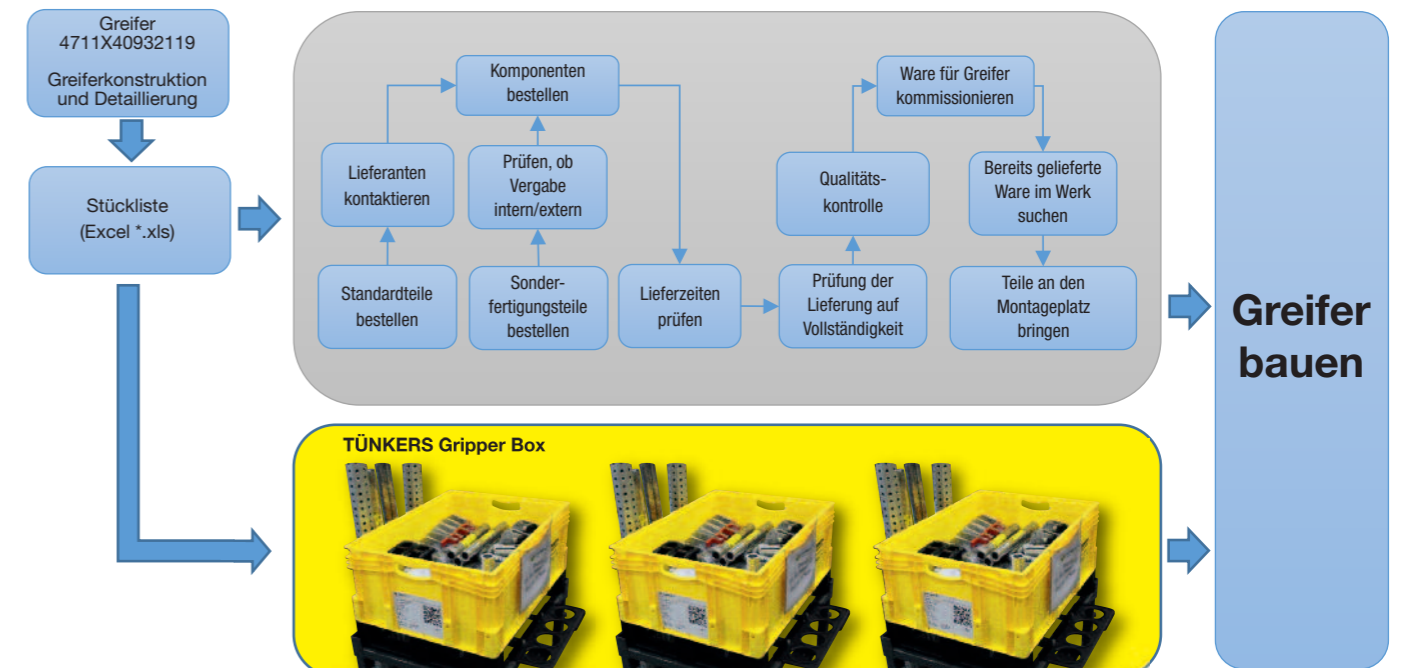 Greifer
4711X40932119
Greiferkonstruktion
und Detaillierung
Stückliste
(Excel *.xls)
Komponenten
bestellen
Lieferanten
kontaktieren
Prüfen, ob
Vergabe
intern/extern
Standardteile
bestellen
Sonder-
fertigungsteile
bestellen
Lieferzeiten
prüfen
Prüfung der
Lieferung auf
Vollständigkeit
Qualitäts-
kontrolle
Ware für Greifer
kommissionieren
Bereits gelieferte
Ware im Werk
suchen
Teile an den
Montageplatz
bringen
Greifer
bauen
TÜNKERS Gripper Box